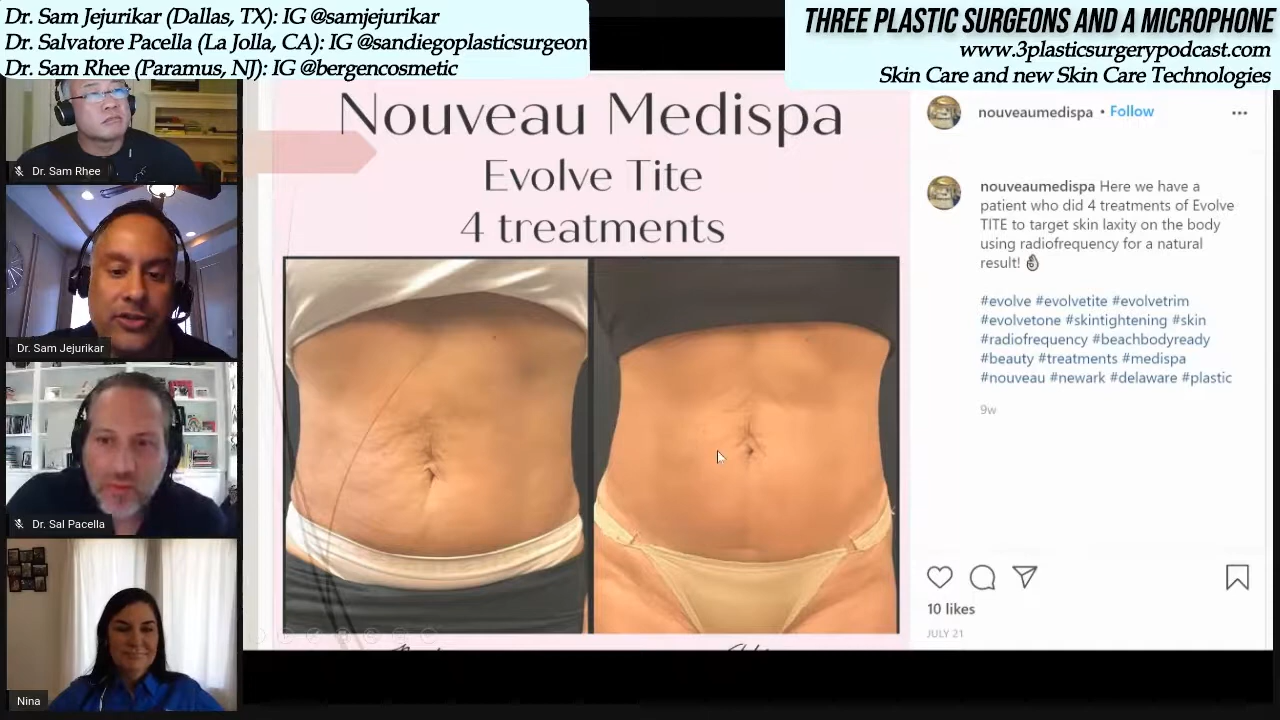 Dr. Sam Jejurikar (Dallas, TX): IG @samjejurikar
Dr. Salvatore Pacella (La Jolla, CA): IG @sandiegoplasticsurgeon
Dr. Sam Rhee (Paramus, NJ): IG @bergencosmetic
THREE PLASTIC SURGEONS AND A MICROPHONE
www.3plasticsurgerypodcast.com
Skin Care and new Skin Care Technologies
Dr. Sam Rhee
Dr. Sam Jejurikar
Dr. Sal Pacella
Nina
Nouveau Medispa
Evolve Tite
4 treatments
nouveaumedispa • Follow
nouveaumedispa Here we have a
patient who did 4 treatments of Evolve
TITE to target skin laxity on the body
using radiofrequency for a natural
result! 👌
#evolve #evolvetite #evolvetrim
#evolvetone #skintightening #skin
#radiofrequency #beachbodyready
#beauty #treatments #medispa
#nouveau #newark #delaware #plastic
9w
10 likes
JULY 21